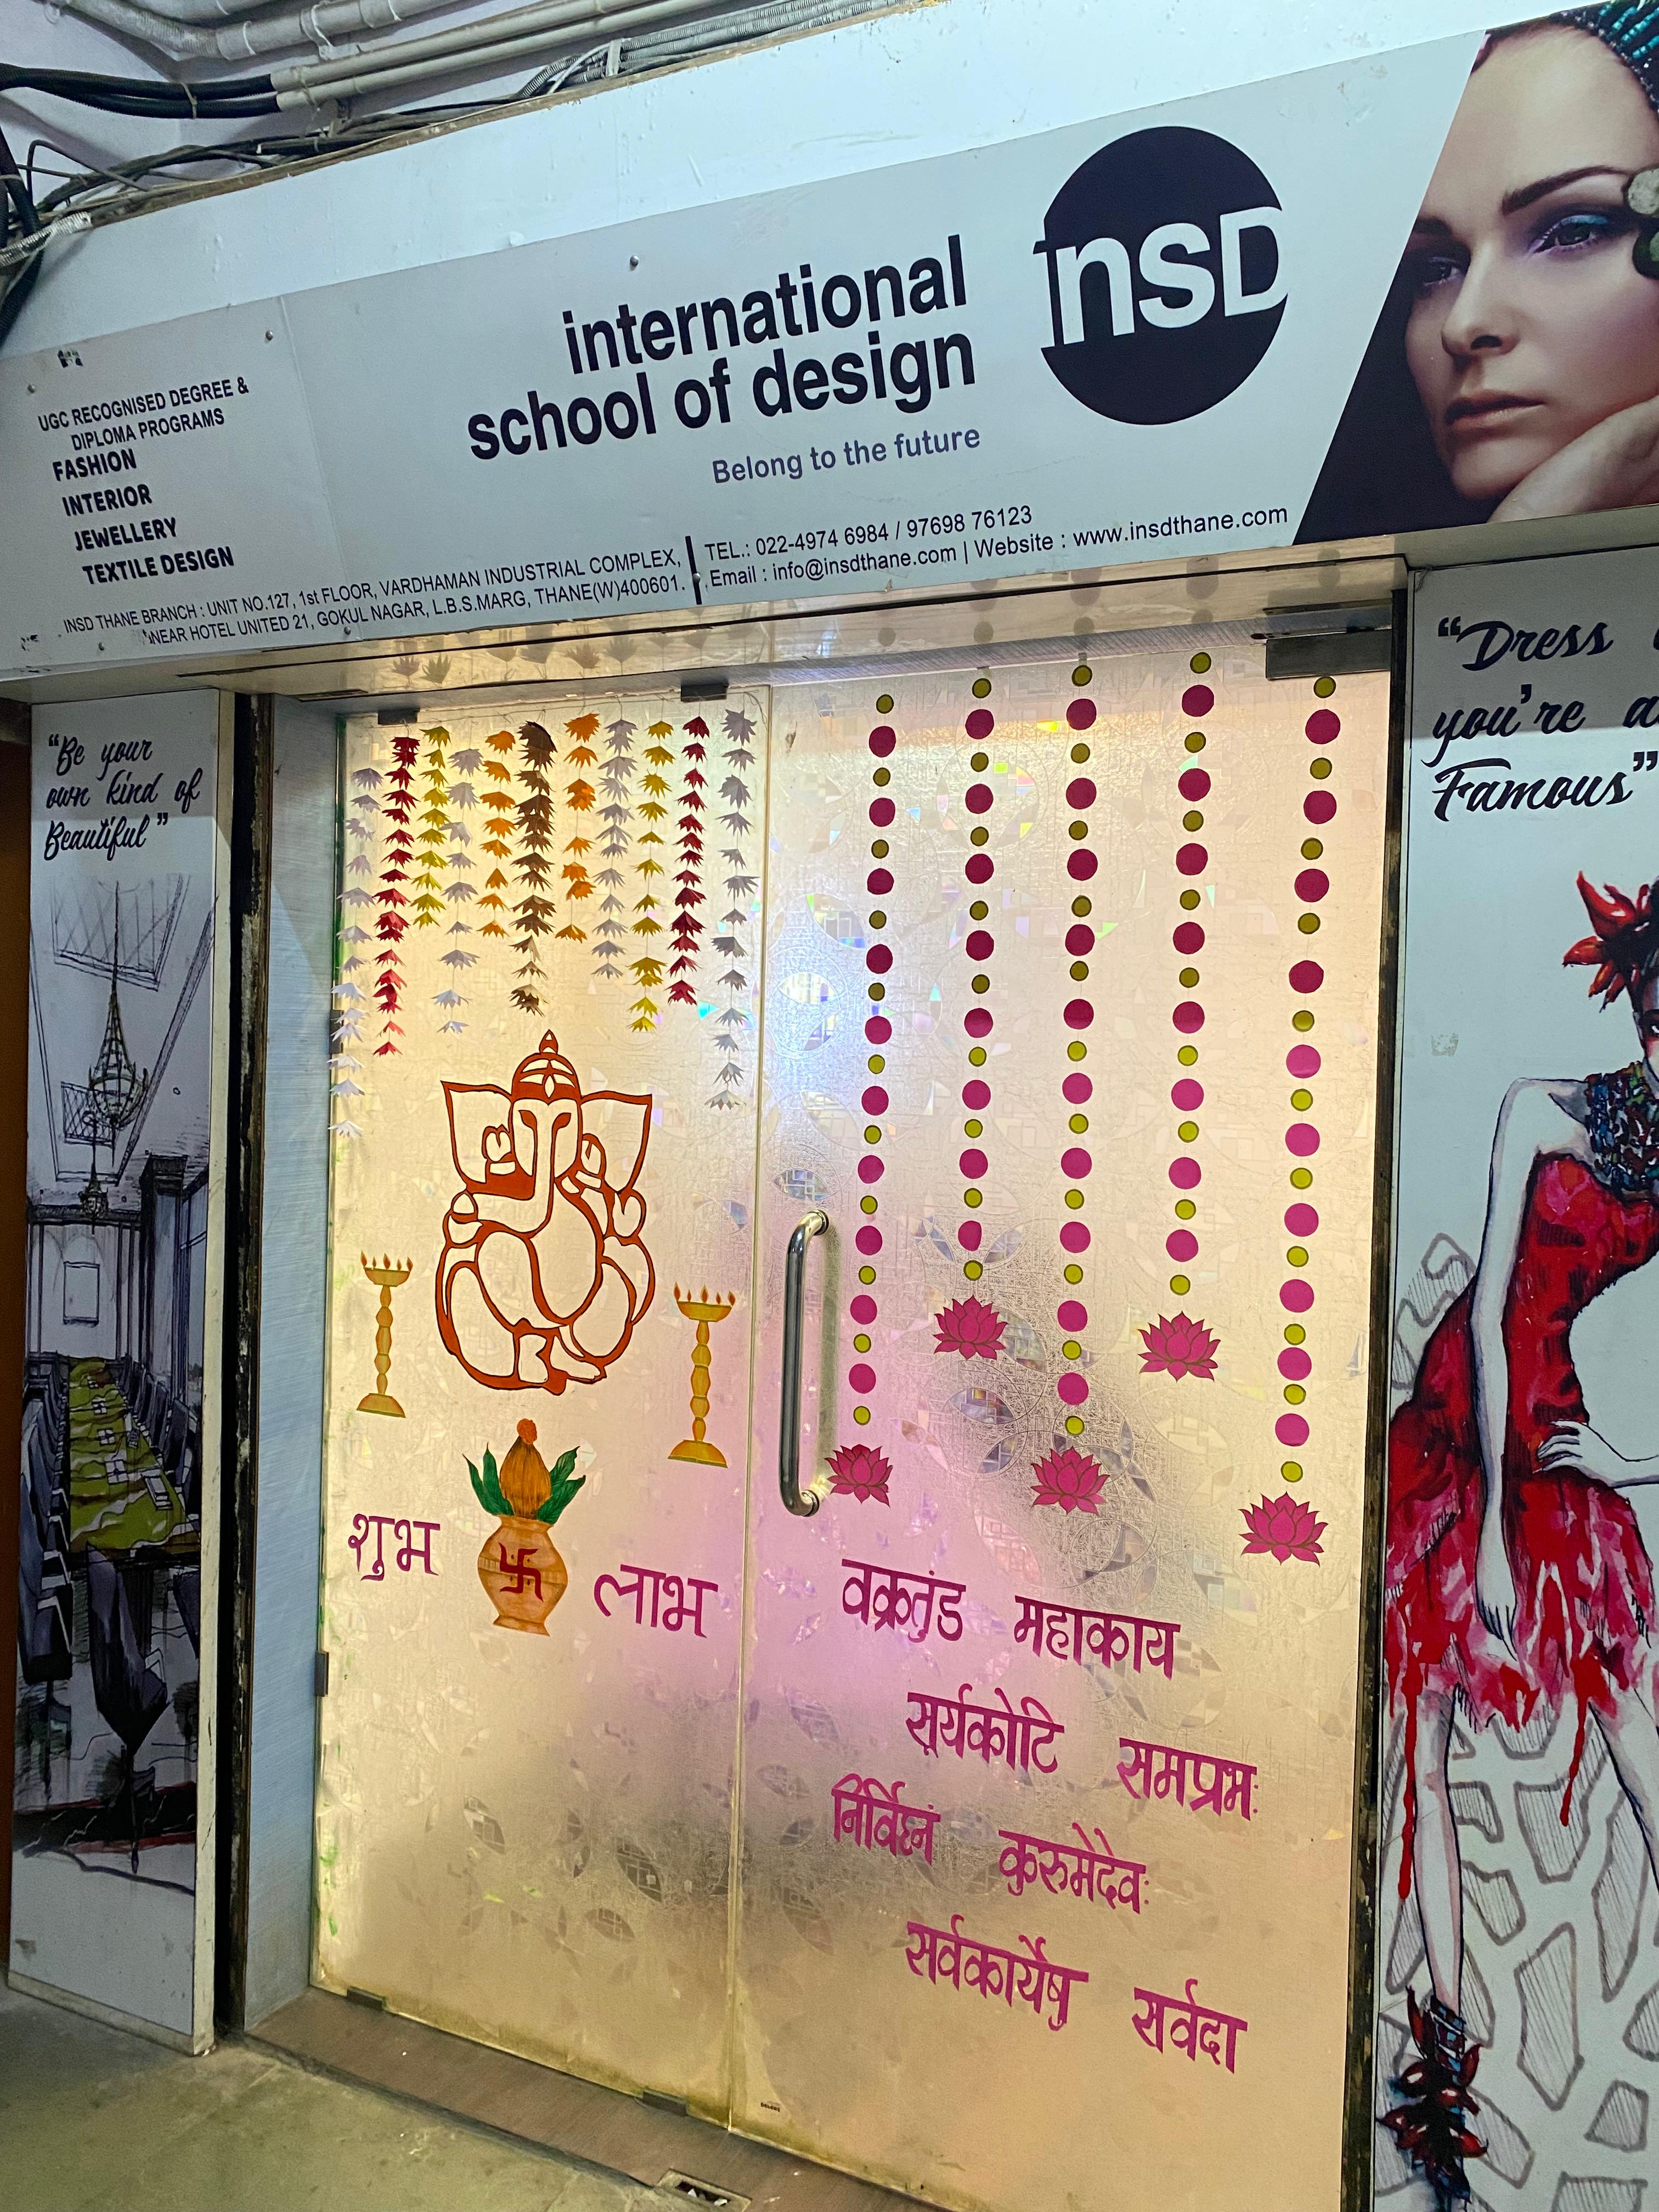 international
school of design
Belong to the future
insD
UGC RECOGNISED DEGREE &
DIPLOMA PROGRAMS
FASHION
INTERIOR
JEWELLERY
TEXTILE DESIGN
INSD THANE BRANCH : UNIT NO.127, 1st FLOOR, VARDHAMAN INDUSTRIAL COMPLEX,
NEAR HOTEL UNITED 21, GOKUL NAGAR, L.B.S.MARG, THANE(W)400601.
TEL.: 022-4974 6984 / 97698 76123
Email : info@insdthane.com | Website : www.insdthane.com
"Be your
own kind of
Beautiful"
"Dress
you're
Famous"
शुभ
लाभ
वक्रतुंड महाकाय
सूर्यकोटि समप्रभः
निर्विघ्नं कुरुमेदेवः
सर्वकार्येषु सर्वदा